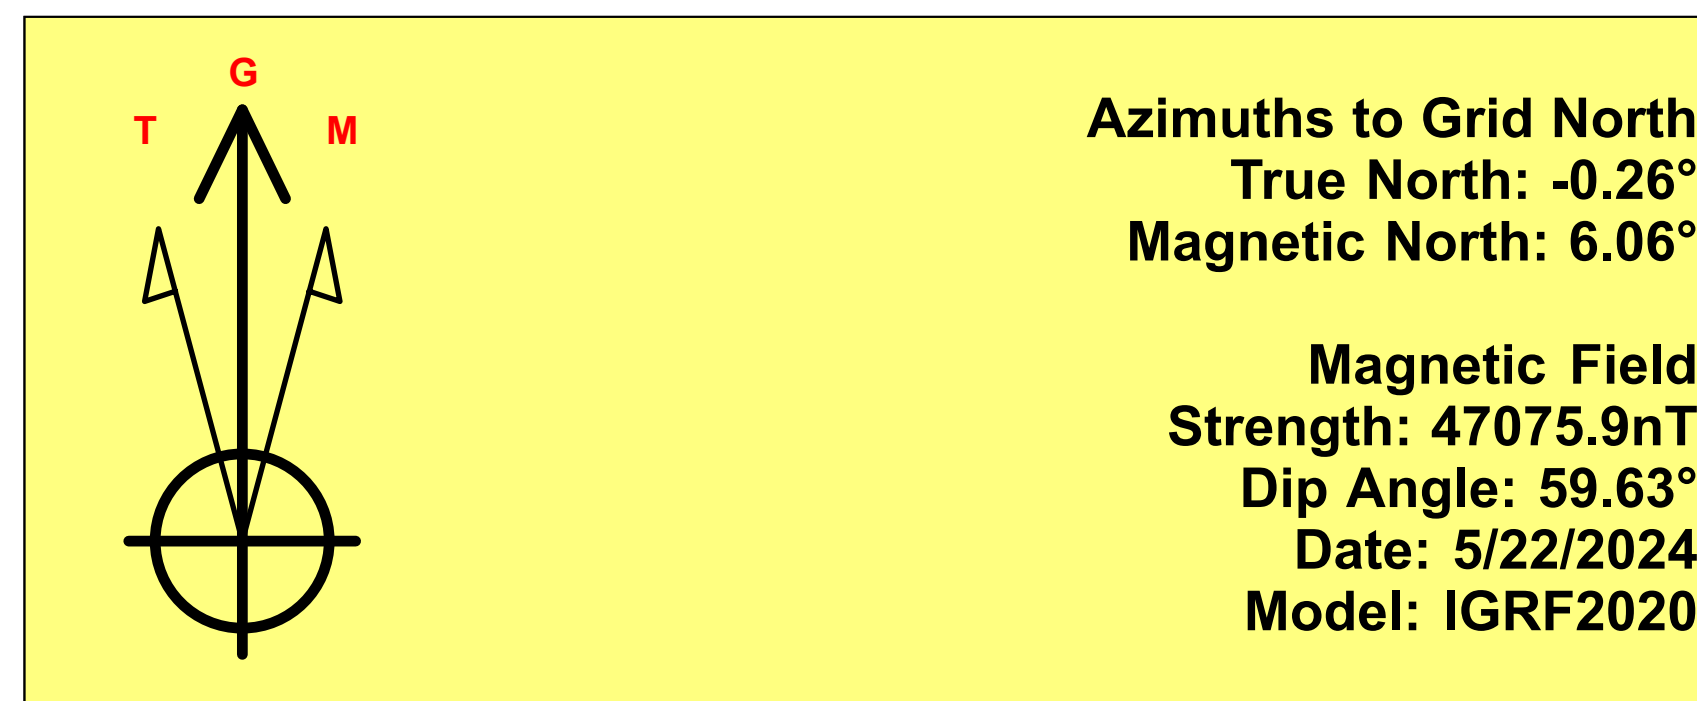 G
T
M
Azimuths to Grid North
True North: -0.26°
Magnetic North: 6.06°
Magnetic Field
Strength: 47075.9nT
Dip Angle: 59.63°
Date: 5/22/2024
Model: IGRF2020